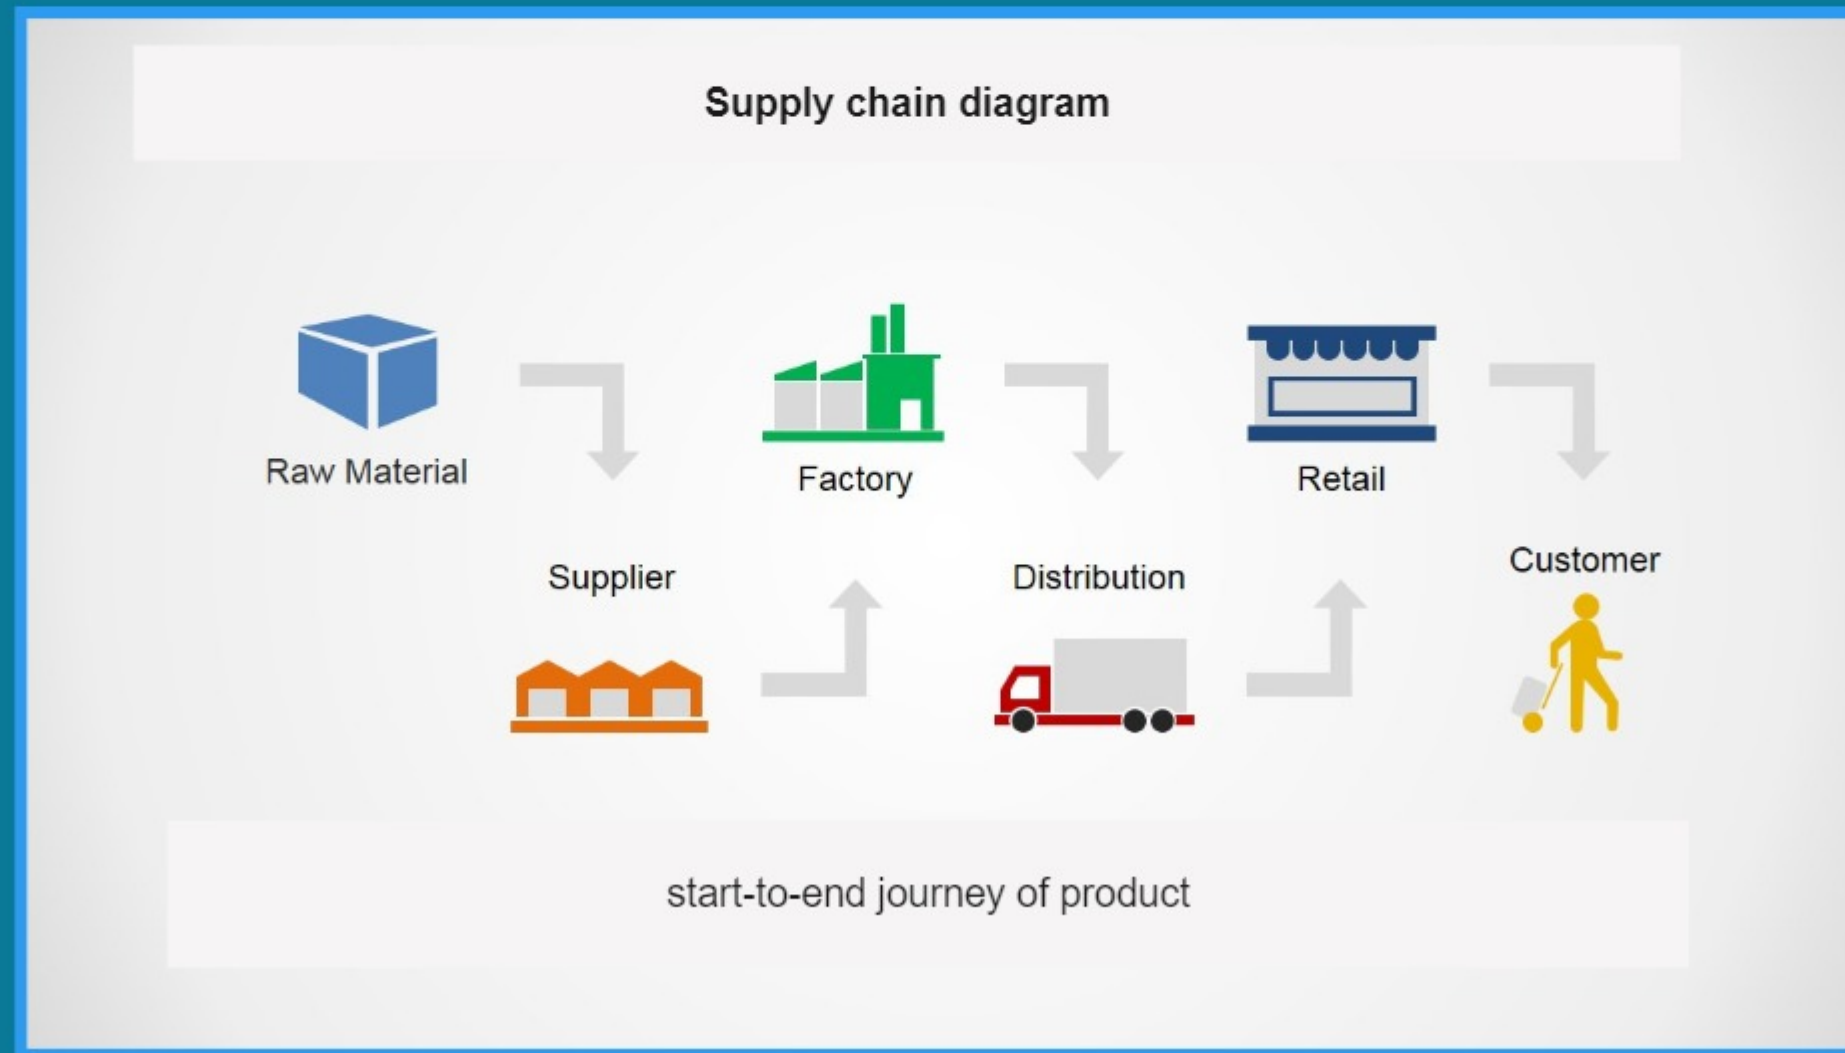 Supply chain diagram
Raw Material
Supplier
Factory
Distribution
Retail
Customer
start-to-end journey of product